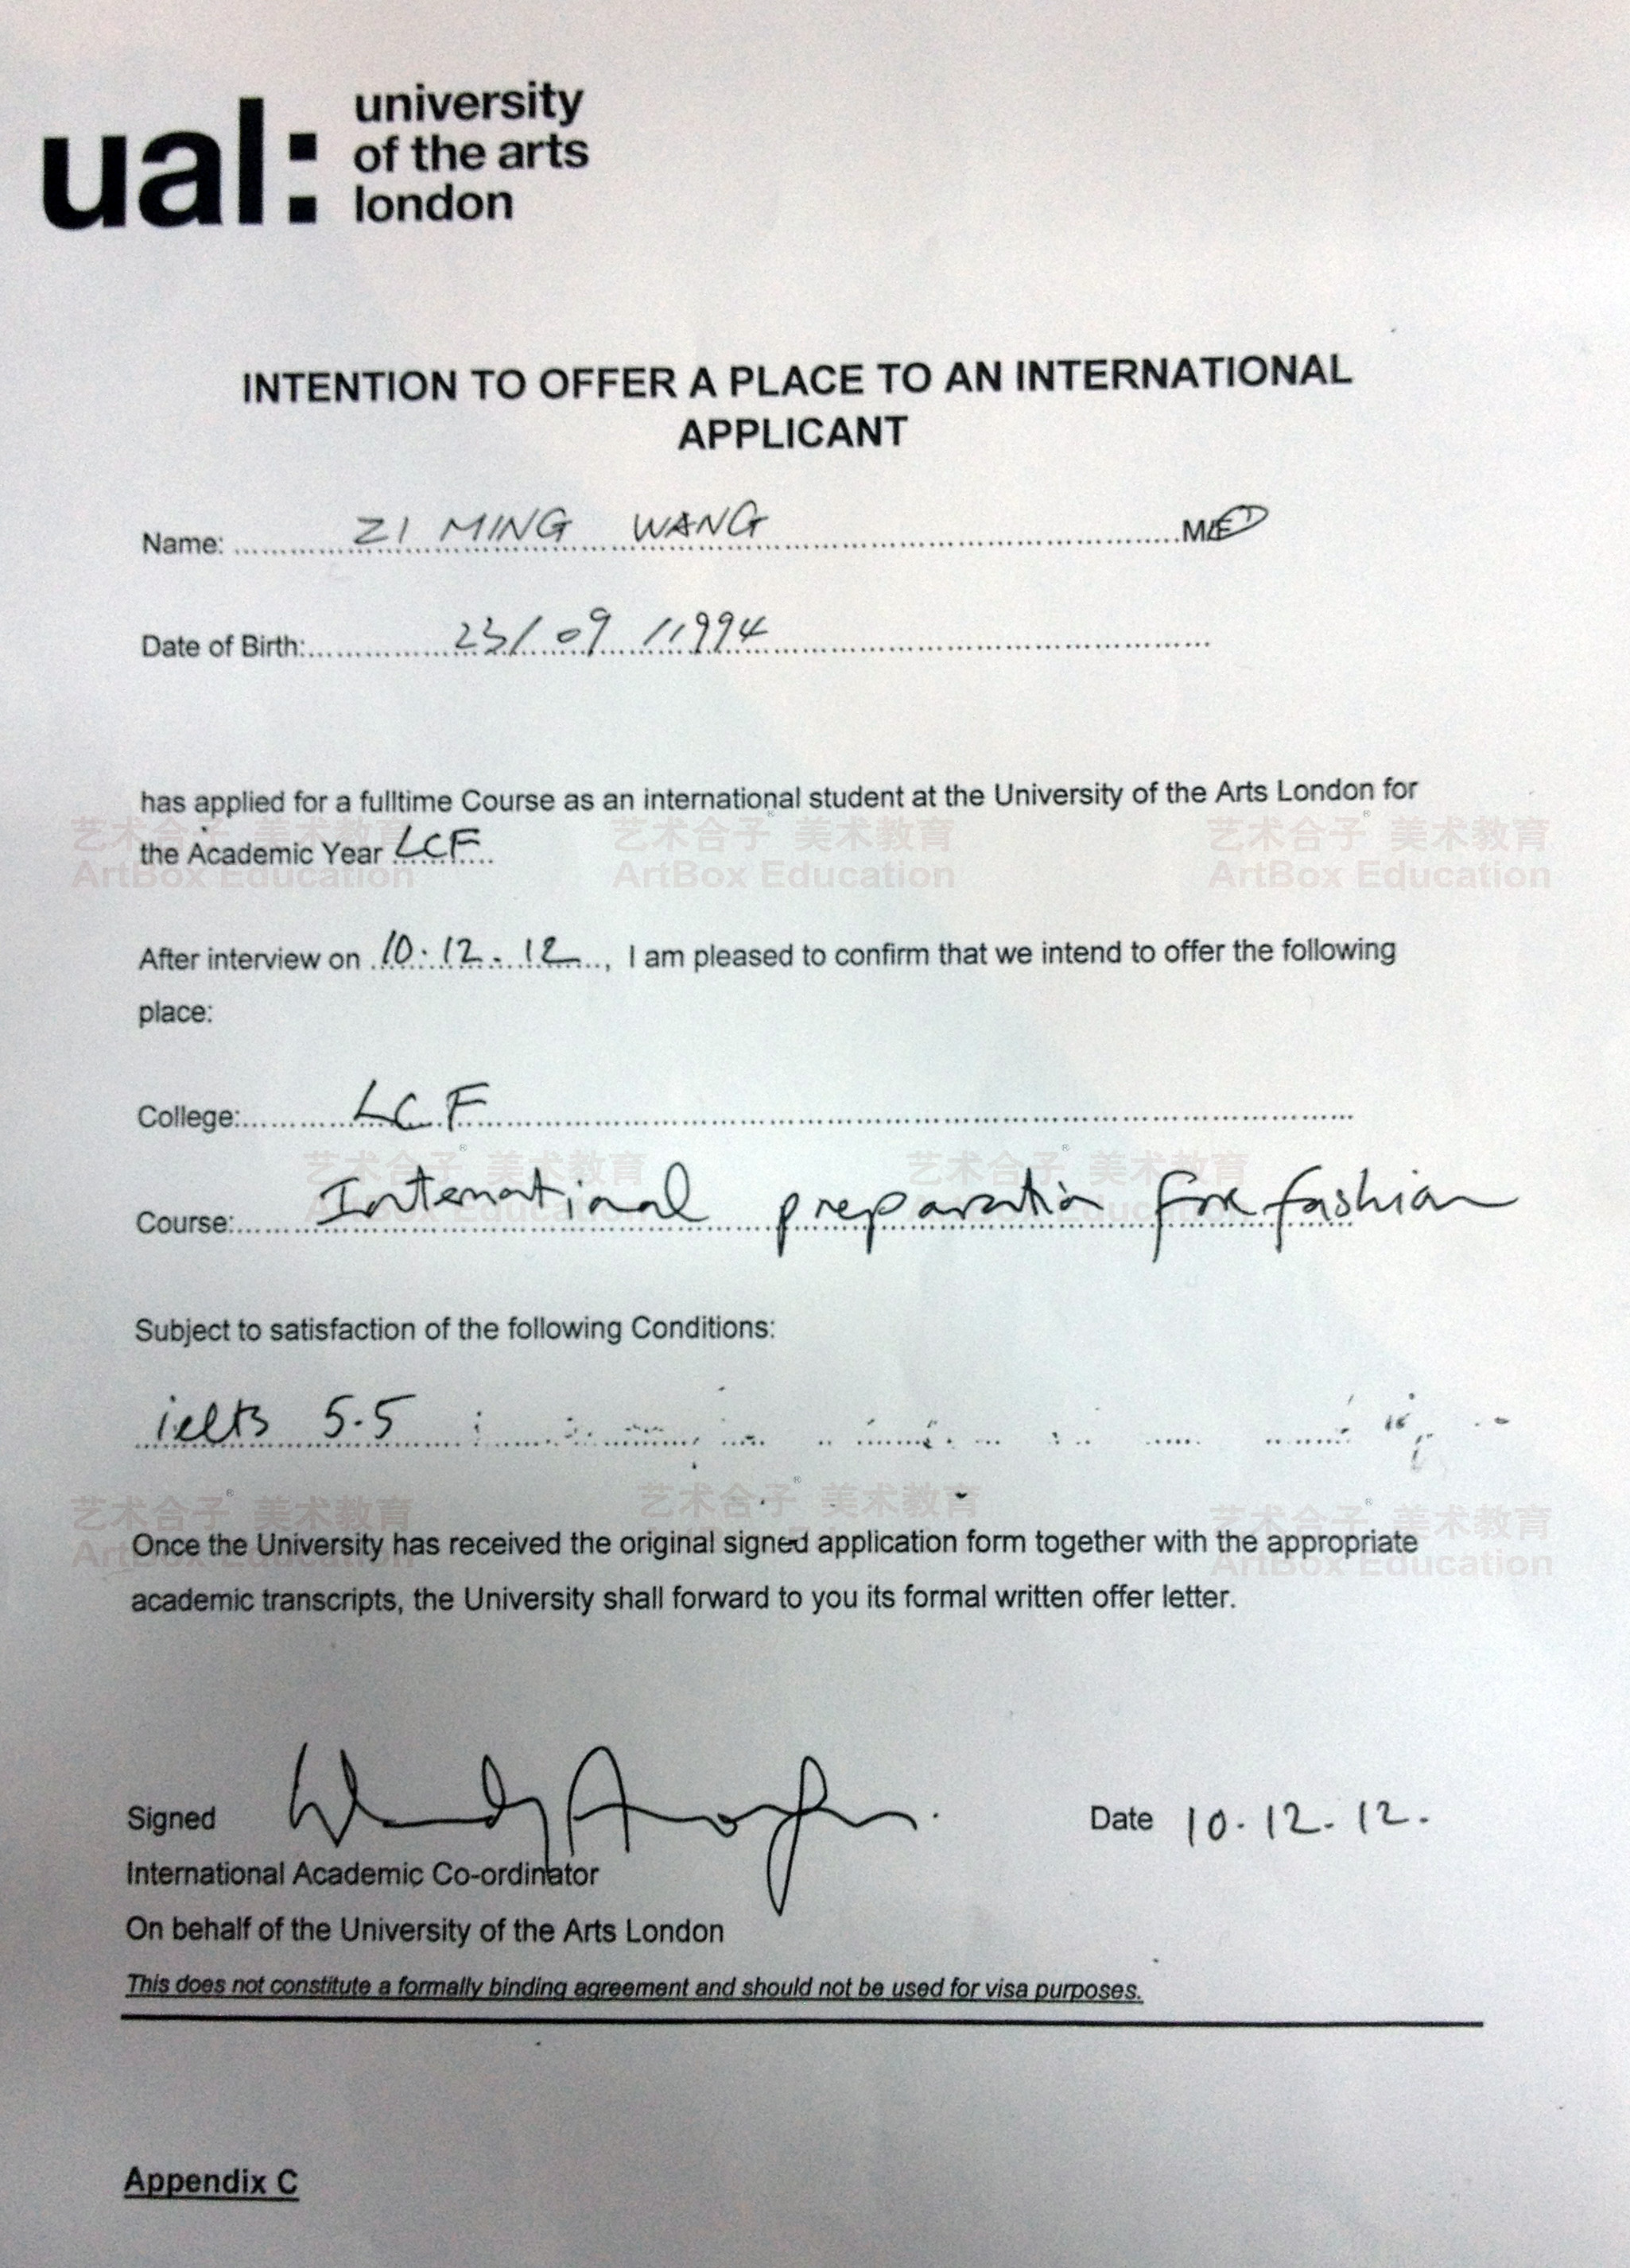 ual: university
of the arts
london
INTENTION TO OFFER A PLACE TO AN INTERNATIONAL
APPLICANT
Name: ZI MING WANG M/F
Date of Birth: 23/09/1994
has applied for a fulltime Course as an international student at the University of the Arts London for
the Academic Year LCF
艺术合子® 美术教育 艺术合子® 美术教育 艺术合子® 美术教育
ArtBox Education ArtBox Education ArtBox Education
After interview on 10.12.12, I am pleased to confirm that we intend to offer the following
place:
College: LCF
艺术合子® 美术教育 艺术合子® 美术教育
ArtBox Education ArtBox Education
Course: International preparation for fashion
Subject to satisfaction of the following Conditions:
ielts 5.5
艺术合子® 美术教育 艺术合子® 美术教育 艺术合子® 美术教育
ArtBox Education ArtBox Education
Once the University has received the original signed application form together with the appropriate
academic transcripts, the University shall forward to you its formal written offer letter.
Signed Date 10.12.12.
International Academic Co-ordinator
On behalf of the University of the Arts London
This does not constitute a formally binding agreement and should not be used for visa purposes.
Appendix C